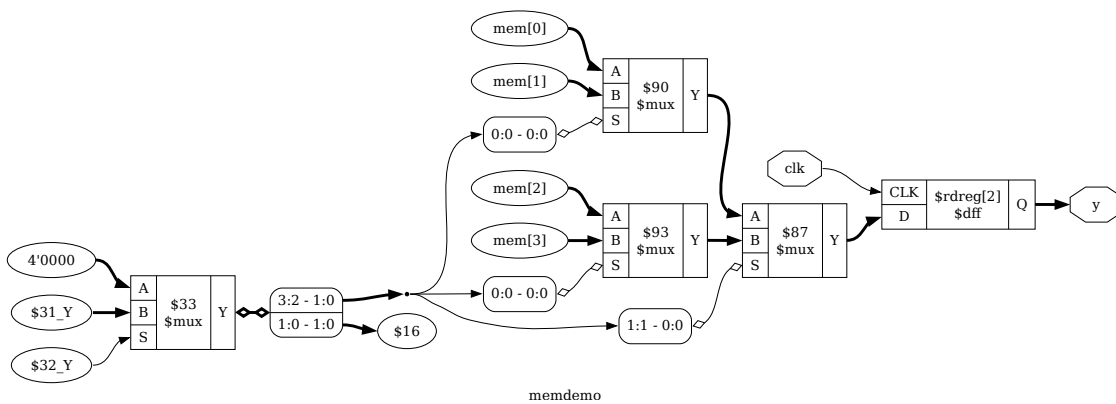 mem[0]
mem[1]
A
B
S
$90
$mux
Y
0:0 - 0:0
mem[2]
mem[3]
A
B
S
$93
$mux
Y
0:0 - 0:0
clk
A
B
S
$87
$mux
Y
CLK
D
$rdreg[2]
$dff
Q
y
4'0000
$31_Y
$32_Y
A
B
S
$33
$mux
Y
3:2 - 1:0
1:0 - 1:0
$16
1:1 - 0:0
memdemo